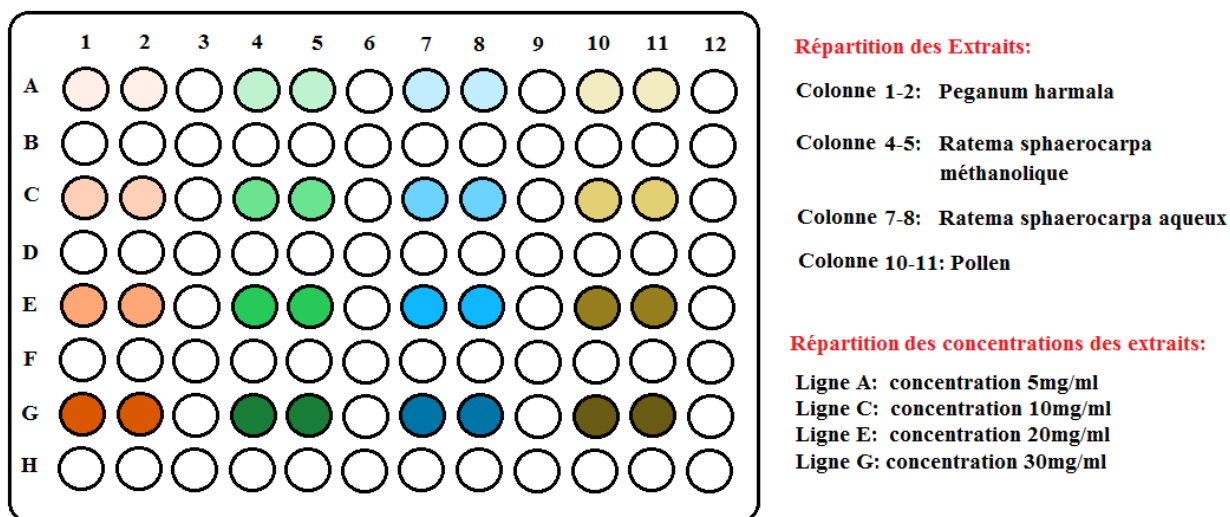 1 2 3 4 5 6 7 8 9 10 11 12
A
B
C
D
E
F
G
H
Répartition des Extraits:
Colonne 1-2: Peganum harmala
Colonne 4-5: Ratema sphaerocarpa
méthanolique
Colonne 7-8: Ratema sphaerocarpa aqueux
Colonne 10-11: Pollen
Répartition des concentrations des extraits:
Ligne A: concentration 5mg/ml
Ligne C: concentration 10mg/ml
Ligne E: concentration 20mg/ml
Ligne G: concentration 30mg/ml